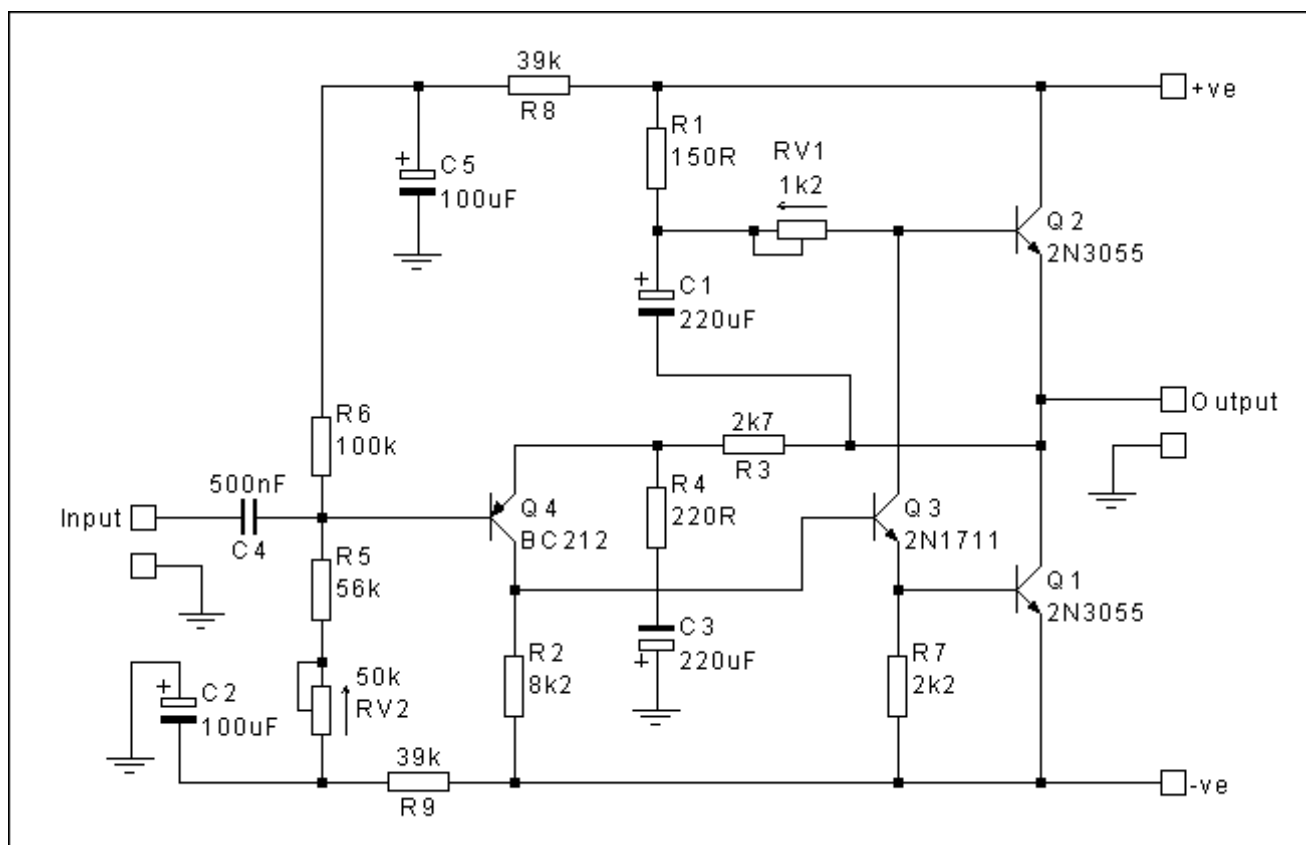 39k
R8
+ve
R1
150R
RV1
1k2
+
C5
100uF
Q2
2N3055
+
C1
220uF
Output
R6
100k
2k7
R3
500nF
R4
220R
Input
Q4
BC212
Q3
2N1711
C4
R5
56k
Q1
2N3055
C3
220uF
+
R2
8k2
R7
2k2
50k
RV2
+
C2
100uF
39k
R9
-ve